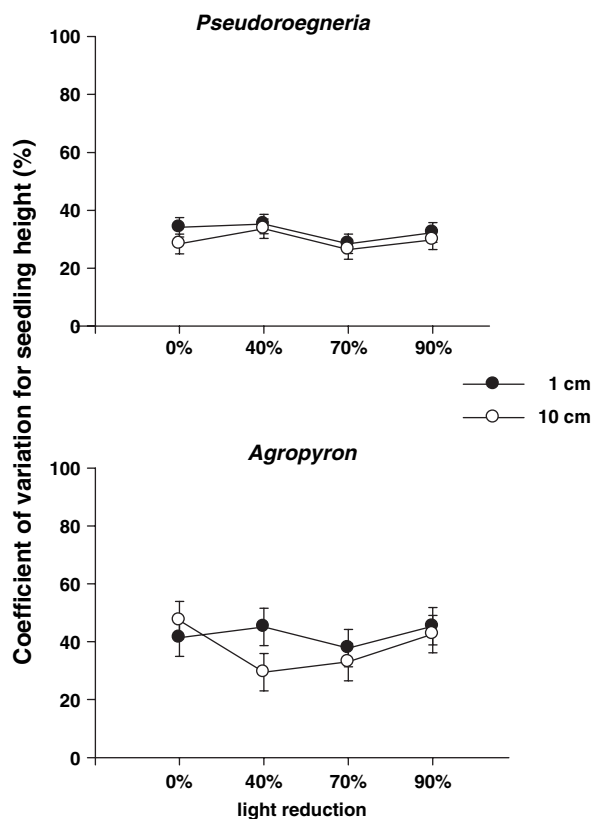 Pseudoroegneria
Coefficient of variation for seedling height (%)
100
80
60
40
20
0
0% 40% 70% 90%
1 cm
10 cm
Agropyron
100
80
60
40
20
0
0% 40% 70% 90%
light reduction